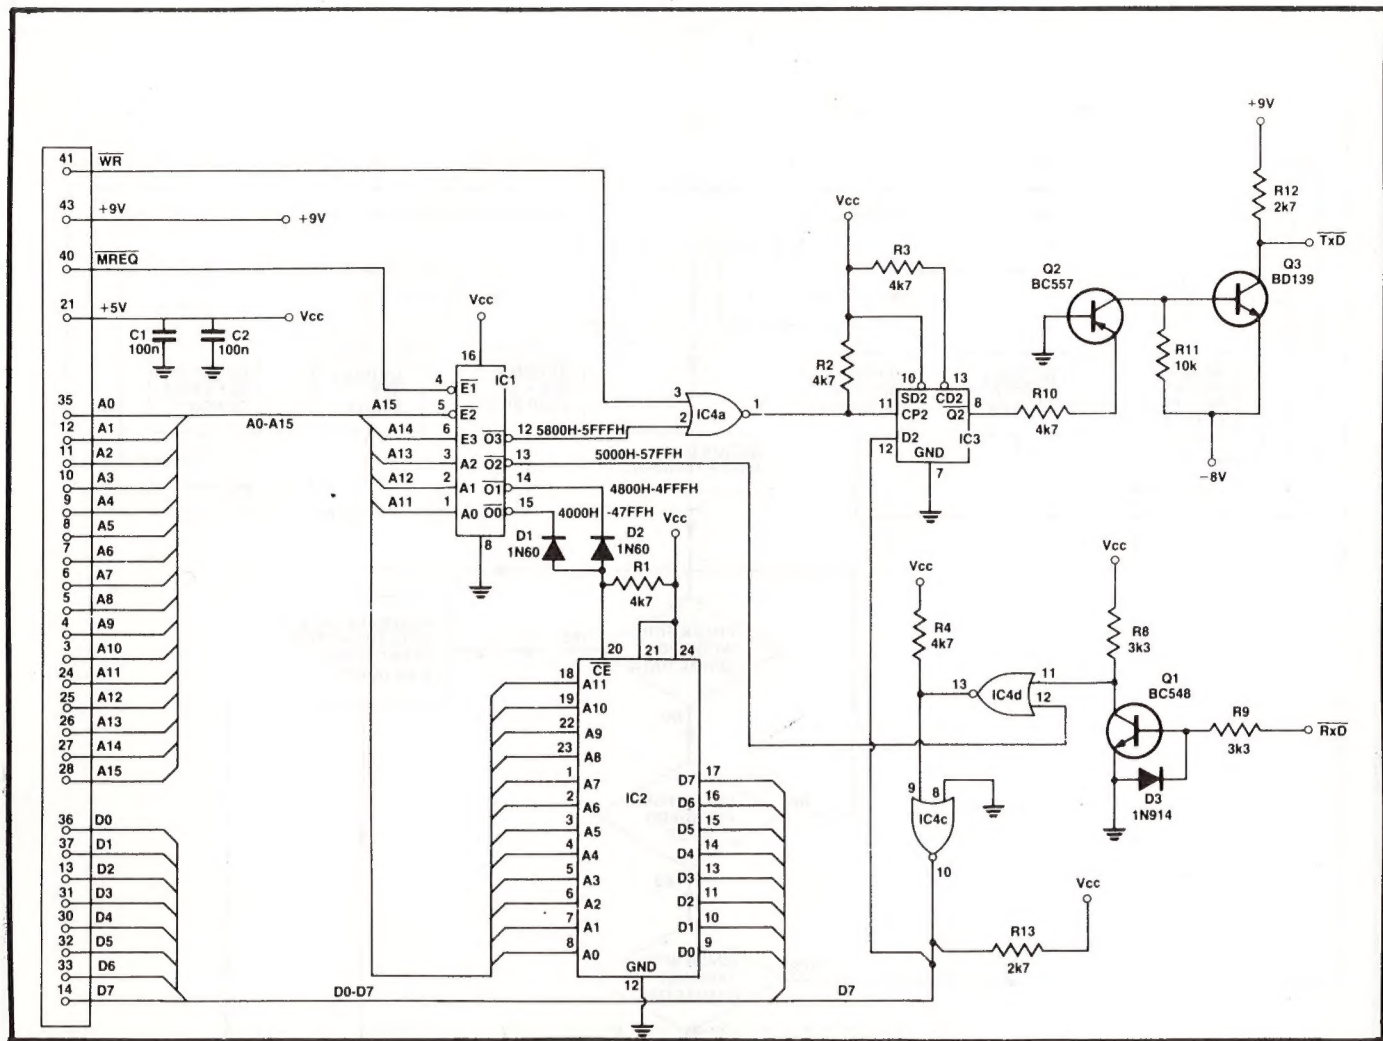 41 WR
43 +9V
+9V
40 MREQ
21 +5V
Vcc
C1
100n
C2
100n
35 A0
12 A1
11 A2
10 A3
9 A4
8 A5
7 A6
6 A7
5 A8
4 A9
3 A10
24 A11
25 A12
26 A13
27 A14
28 A15
A0-A15
36 D0
37 D1
13 D2
31 D3
30 D4
32 D5
33 D6
14 D7
D0-D7
D7
Vcc
16
IC1
4 E1
A15 5 E2
A14 6 E3
A13 3 A2
A12 2 A1
A11 1 A0
O3 12 5800H-5FFFH
O2 13 5000H-57FFH
O1 14 4800H-4FFFH
O0 15 4000H -47FFH
8
D1
1N60
D2
1N60
Vcc
R1
4k7
20 21 24
CE
18 A11
19 A10
22 A9
23 A8
1 A7
2 A6
3 A5
4 A4
5 A3
6 A2
7 A1
8 A0
IC2
D7 17
D6 16
D5 15
D4 14
D3 13
D2 11
D1 10
D0 9
GND
12
3
2
IC4a
1
Vcc
R3
4k7
R2
4k7
10 13
SD2 CD2
11 CP2
Q2 8
D2
12
IC3
GND
7
R10
4k7
Q2
BC557
R11
10k
Q3
BD139
+9V
R12
2k7
TxD
-8V
Vcc
R4
4k7
13
IC4d
11
12
Vcc
R8
3k3
Q1
BC548
R9
3k3
RxD
D3
1N914
9
8
IC4c
10
Vcc
R13
2k7